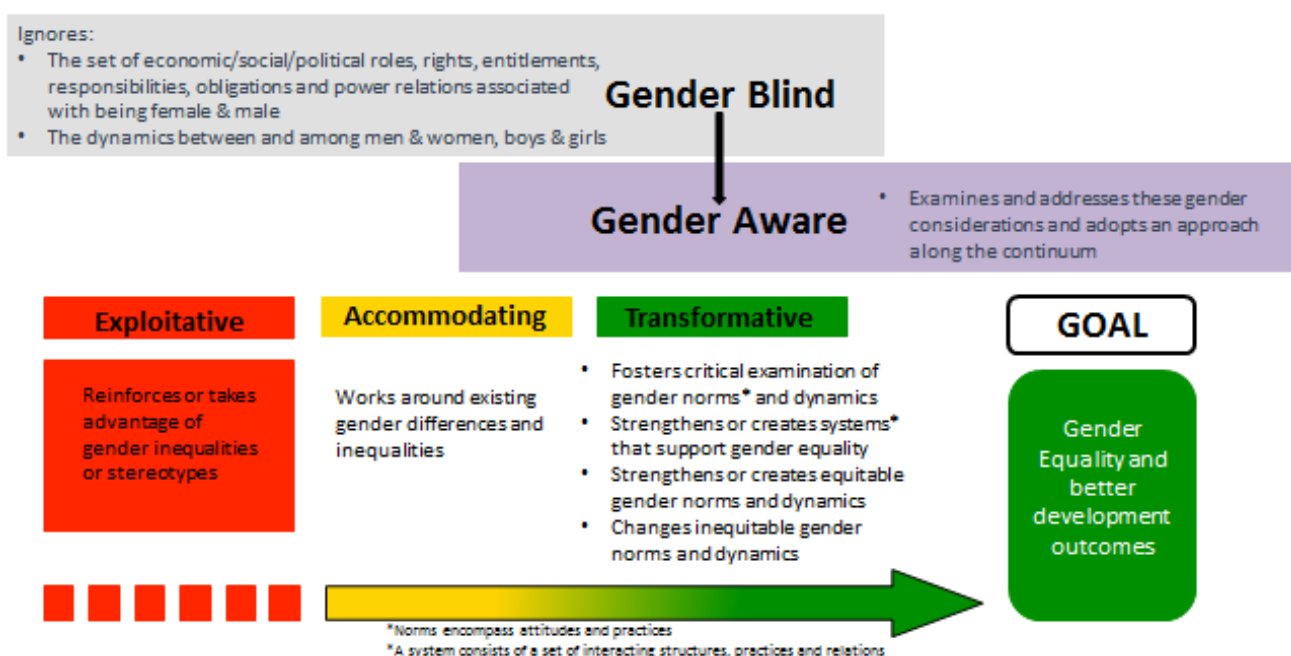 Ignores:
• The set of economic/social/political roles, rights, entitlements,
responsibilities, obligations and power relations associated
with being female & male
• The dynamics between and among men & women, boys & girls
Gender Blind
Gender Aware
• Examines and addresses these gender
considerations and adopts an approach
along the continuum
Exploitative
Reinforces or takes
advantage of
gender inequalities
or stereotypes
Accommodating
Works around existing
gender differences and
inequalities
Transformative
• Fosters critical examination of
gender norms* and dynamics
• Strengthens or creates systems*
that support gender equality
• Strengthens or creates equitable
gender norms and dynamics
• Changes inequitable gender
norms and dynamics
GOAL
Gender
Equality and
better
development
outcomes
*Norms encompass attitudes and practices
*A system consists of a set of interacting structures, practices and relations